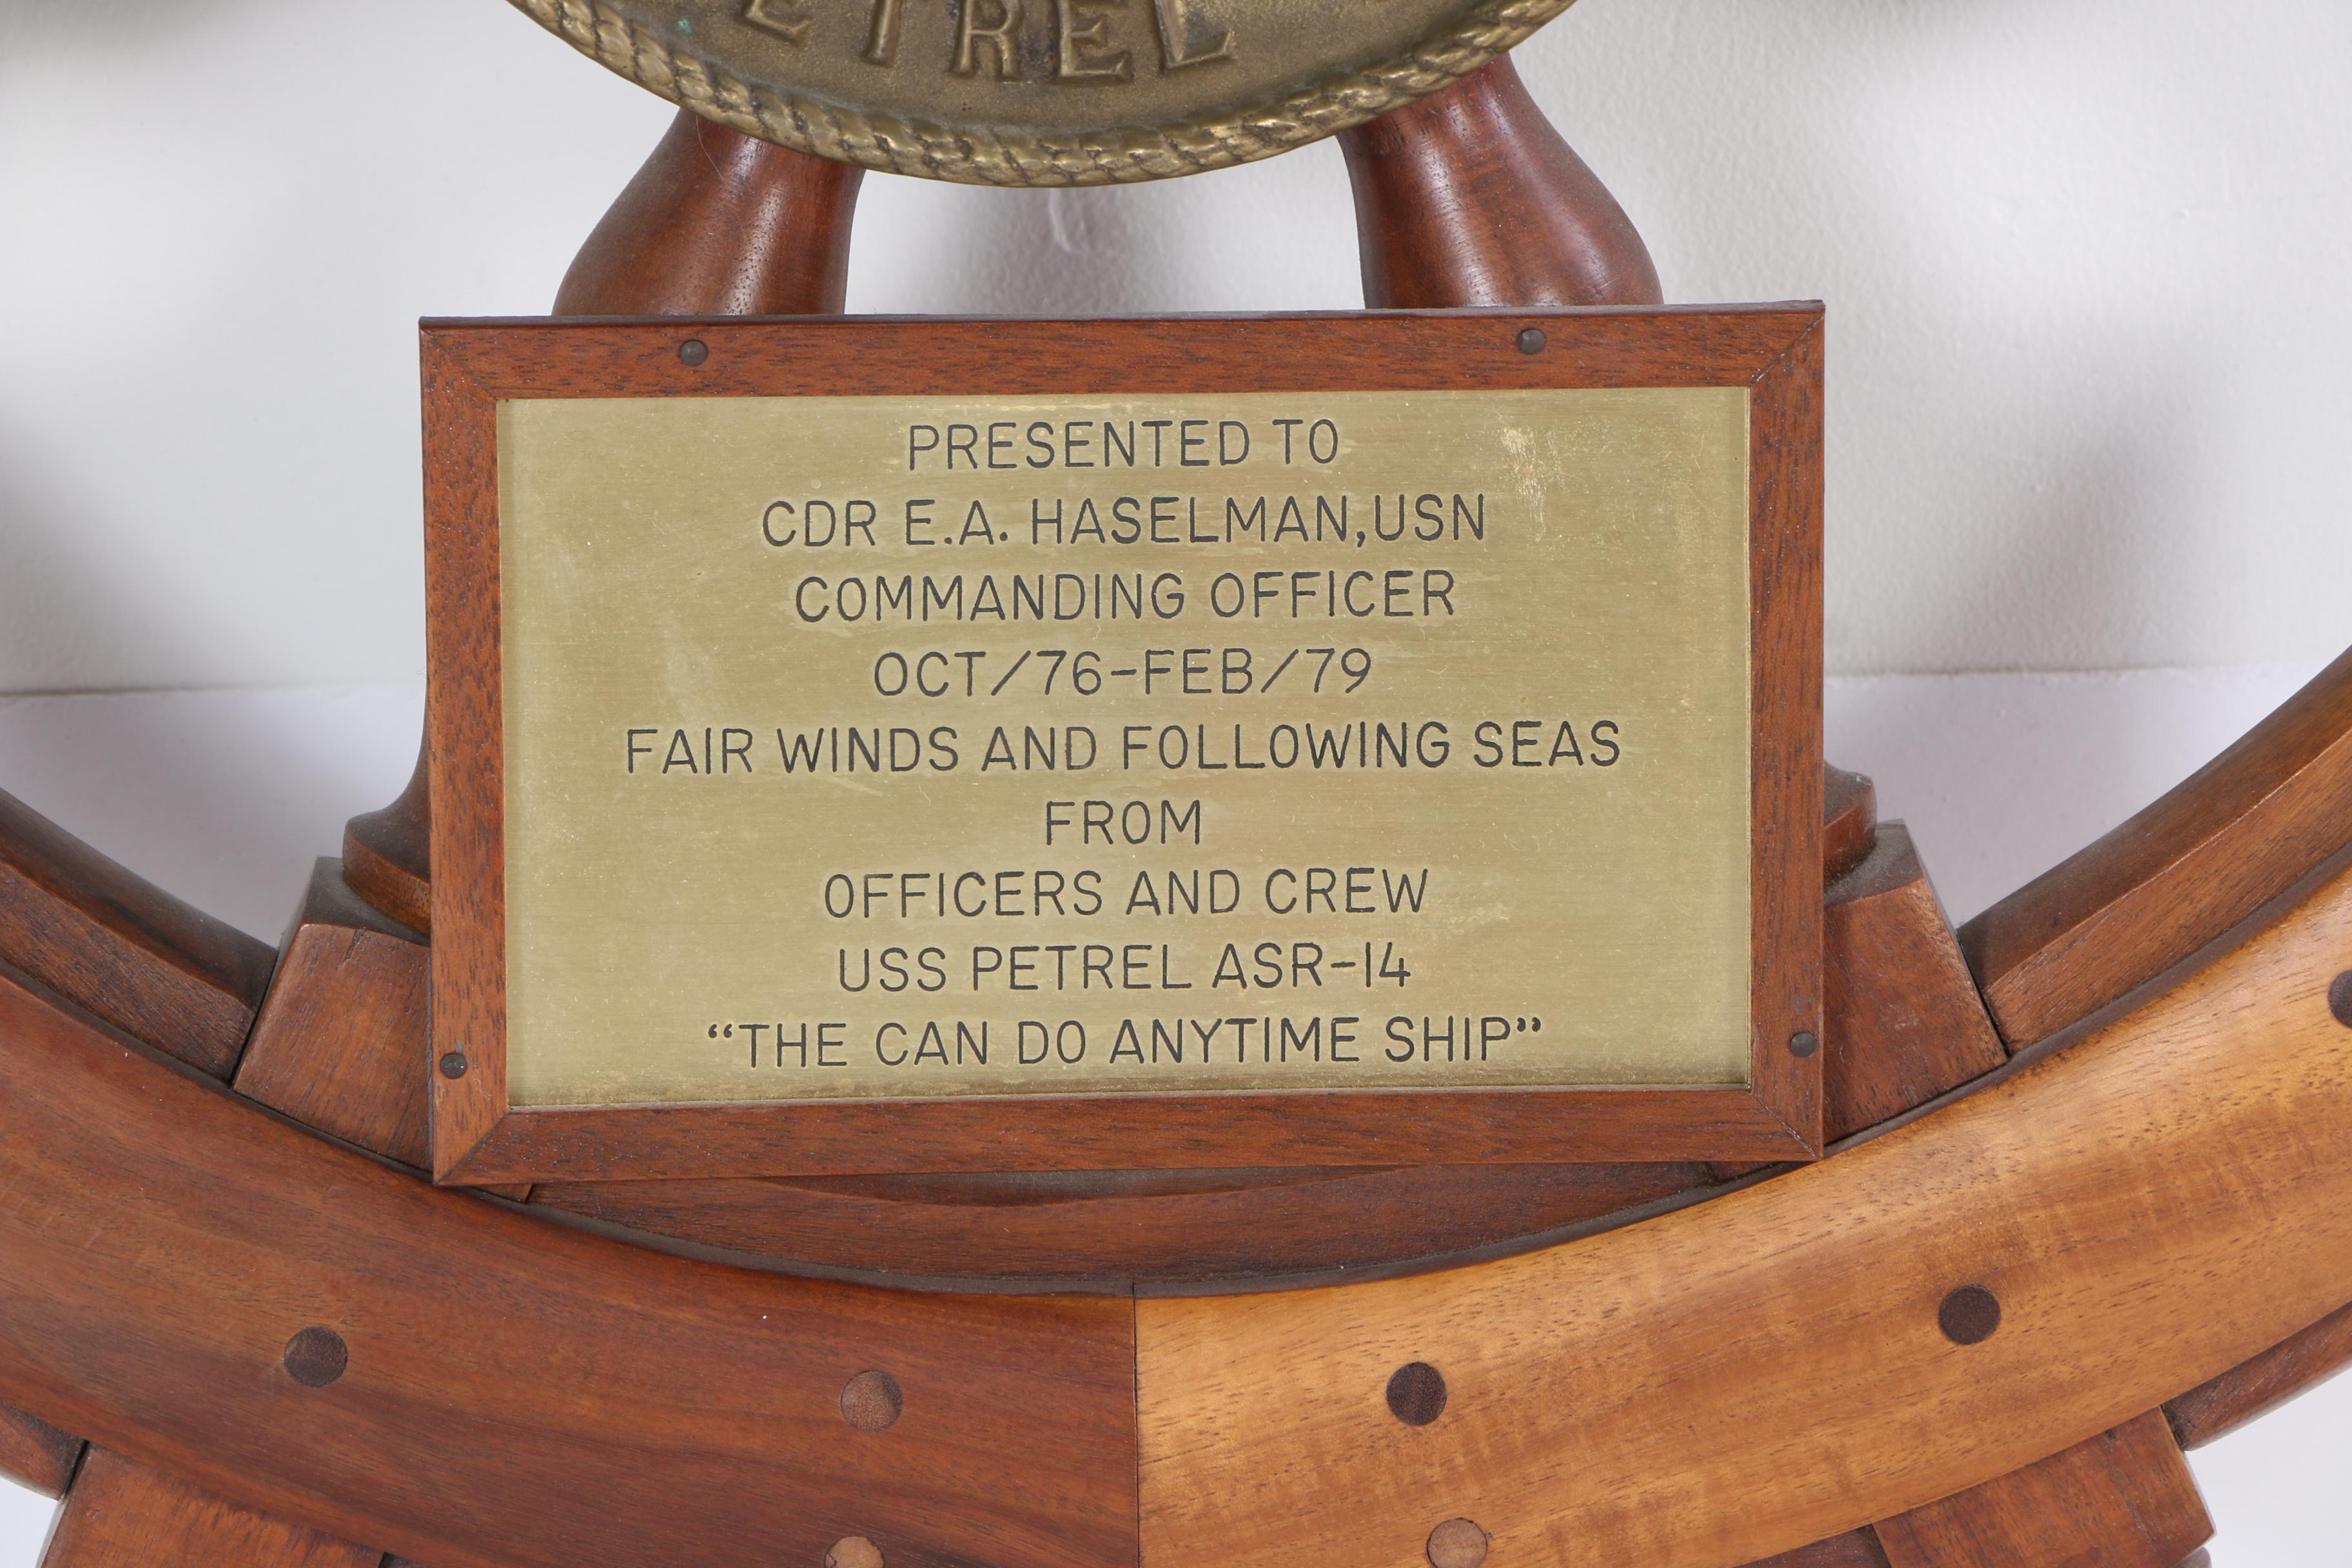 ETREL
PRESENTED TO
CDR E.A. HASELMAN,USN
COMMANDING OFFICER
OCT/76-FEB/79
FAIR WINDS AND FOLLOWING SEAS
FROM
OFFICERS AND CREW
USS PETREL ASR-14
“THE CAN DO ANYTIME SHIP”